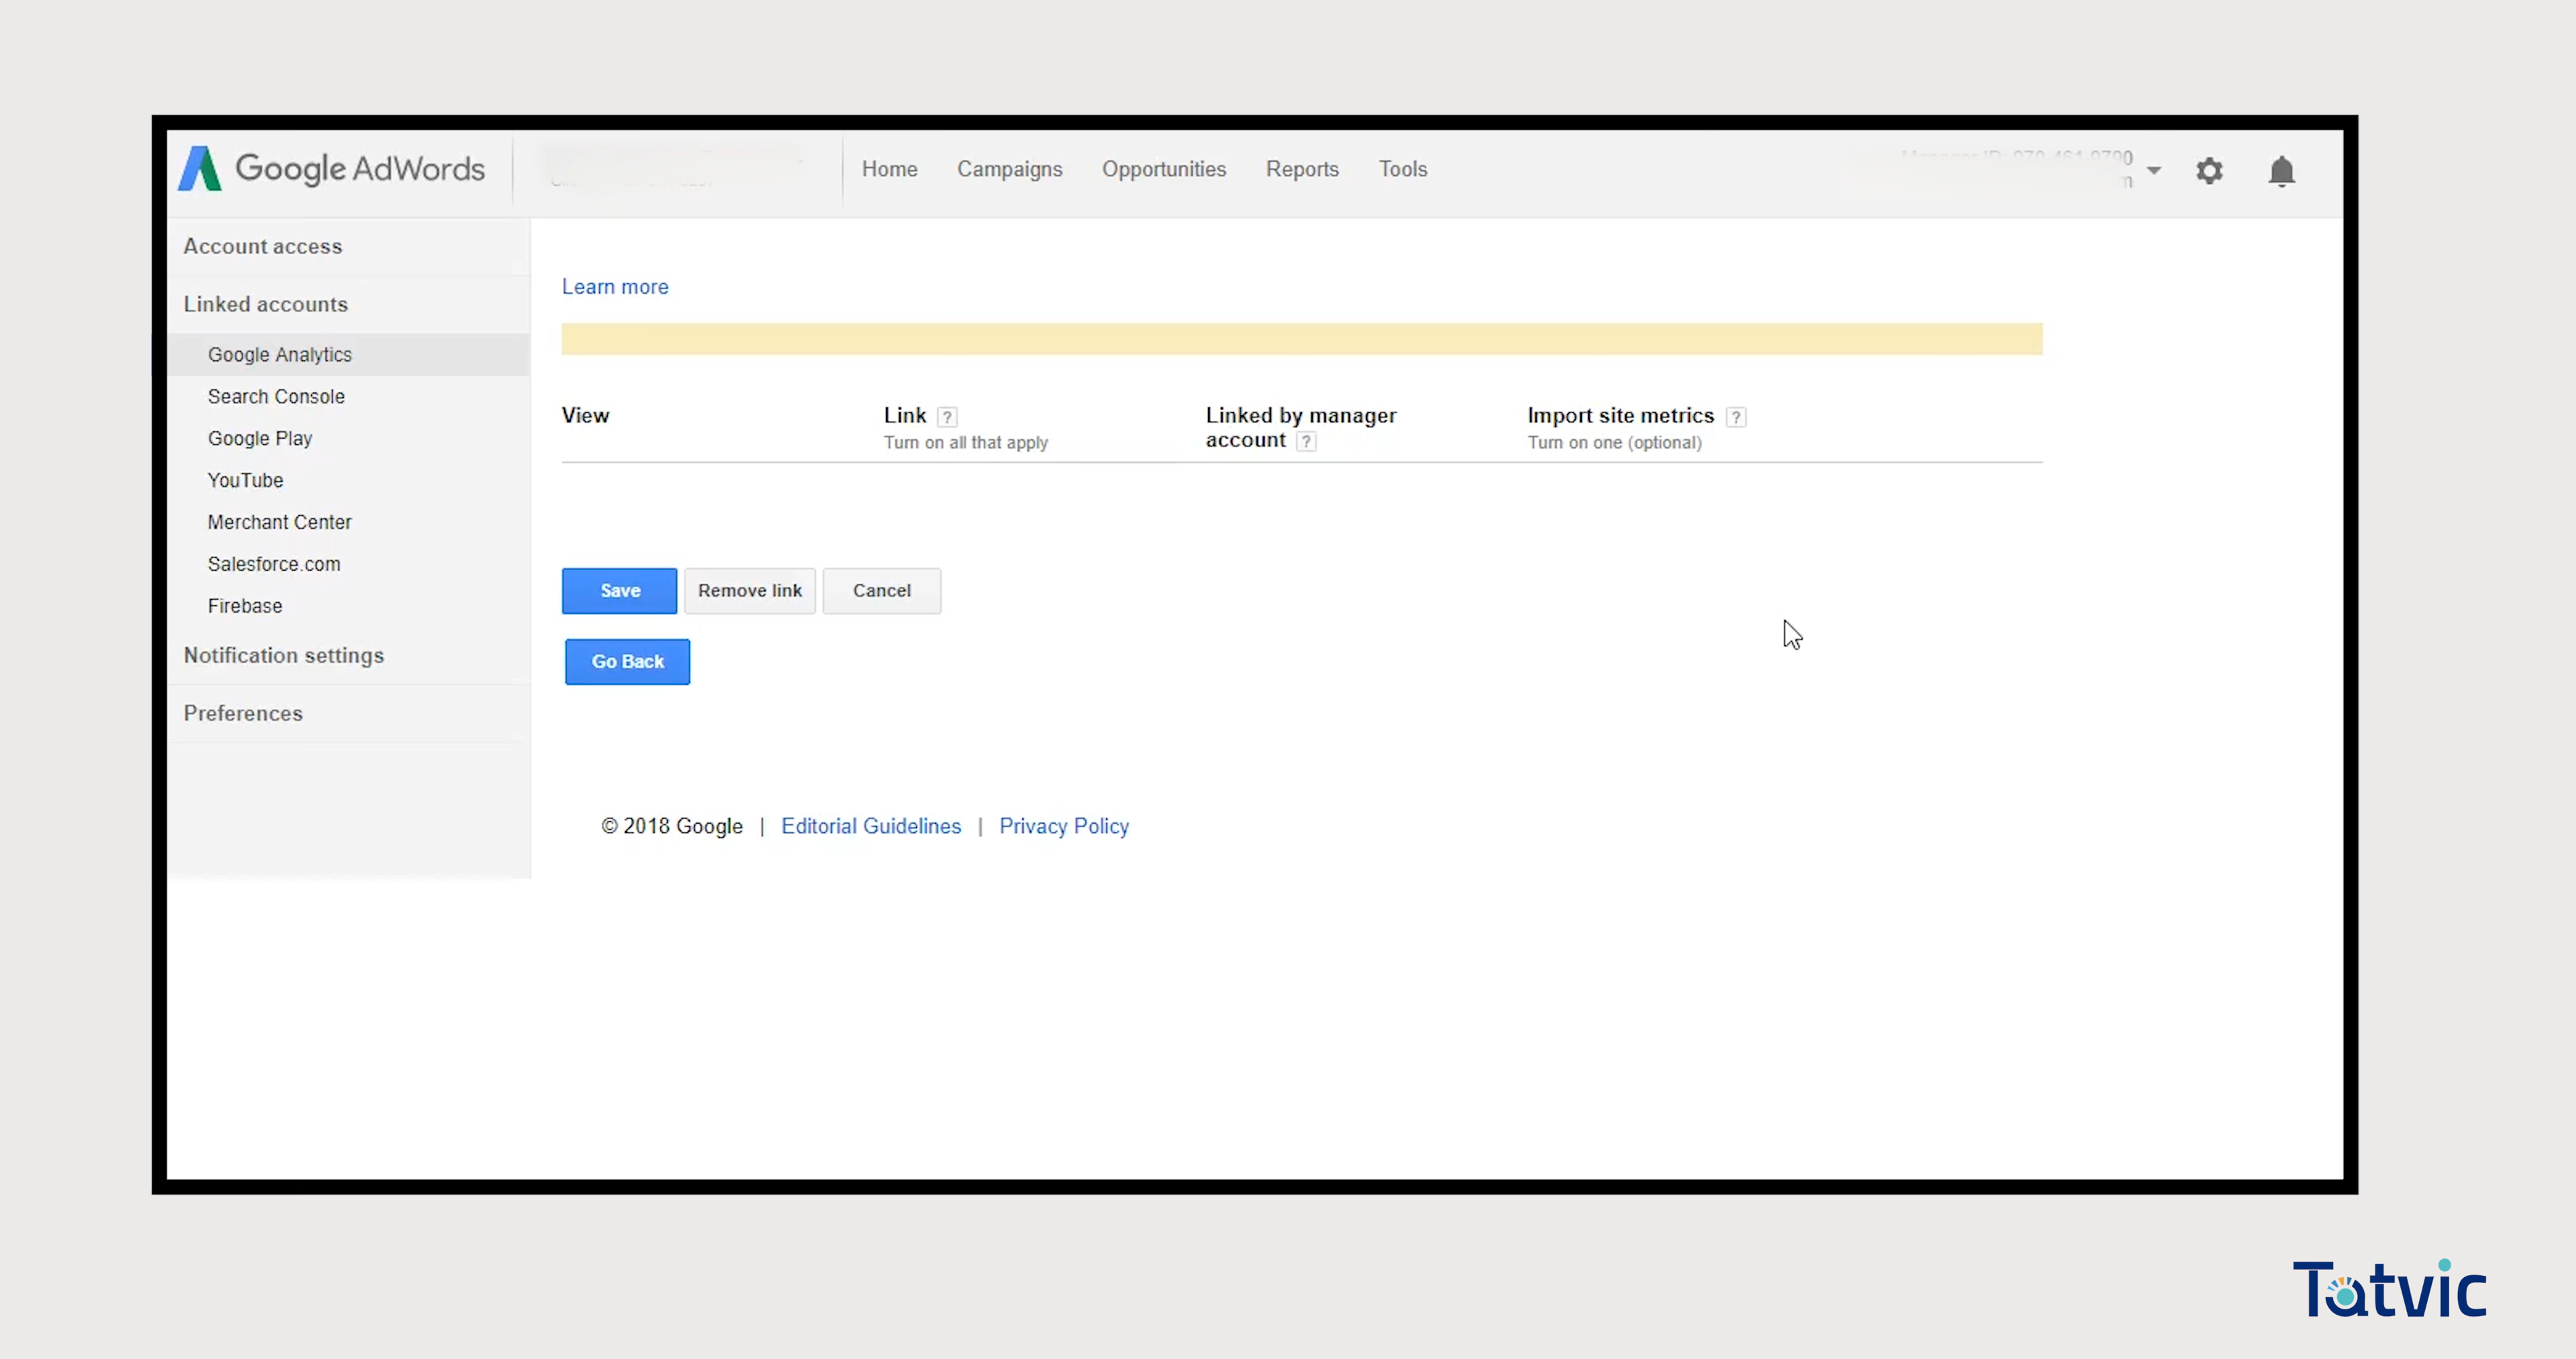 Google AdWords
Home
Campaigns
Opportunities
Reports
Tools
Account access
Linked accounts
Google Analytics
Search Console
Google Play
YouTube
Merchant Center
Salesforce.com
Firebase
Notification settings
Preferences
Learn more
View
Link ?
Turn on all that apply
Linked by manager
account ?
Import site metrics ?
Turn on one (optional)
Save
Remove link
Cancel
Go Back
© 2018 Google | Editorial Guidelines | Privacy Policy
Tatvic